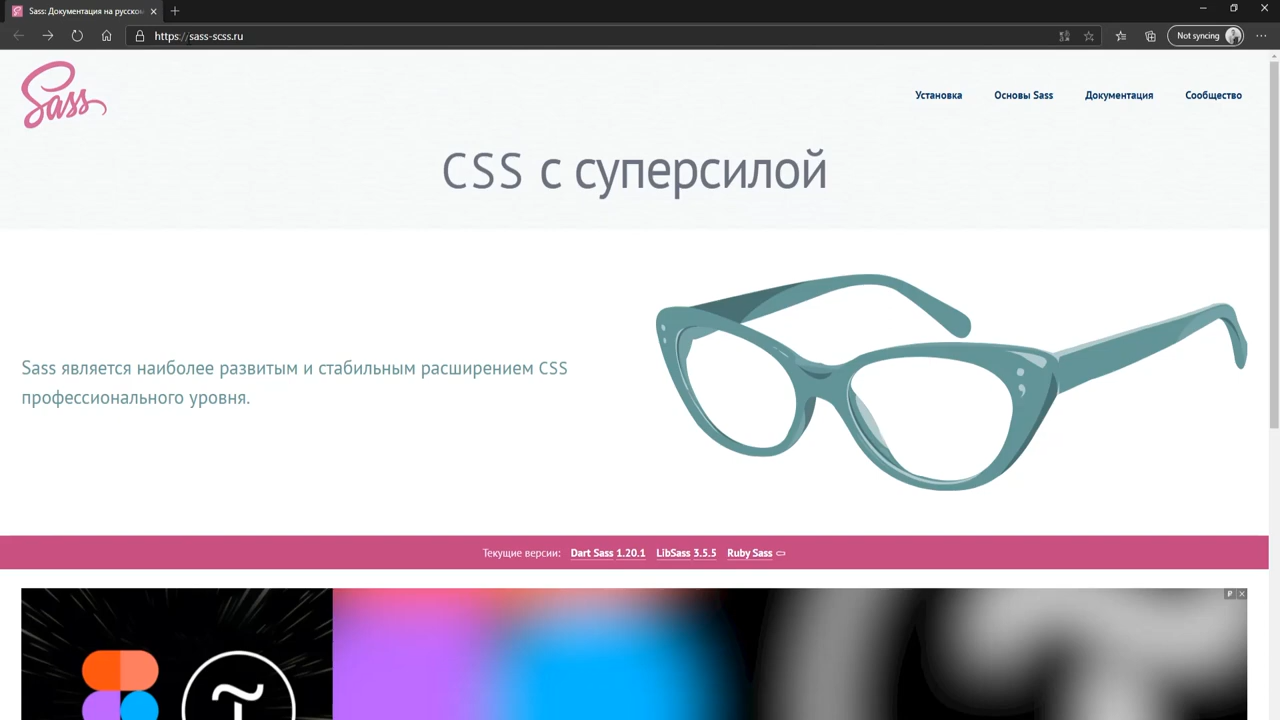 Sass: Документация на русско
https://sass-scss.ru
Not syncing
Sass
Установка
Основы Sass
Документация
Сообщество
CSS с суперсилой
Sass является наиболее развитым и стабильным расширением CSS
профессионального уровня.
Текущие версии: Dart Sass 1.20.1 LibSass 3.5.5 Ruby Sass